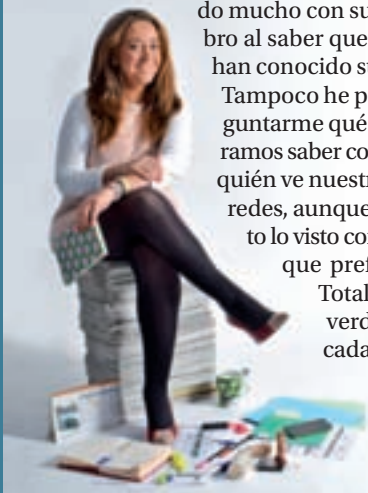 do mucho con su
bro al saber que
han conocido su
Tampoco he p
guntarme qué
ramos saber co
quién ve nuestr
redes, aunque
to lo visto con
que pref
Total
verd
cada